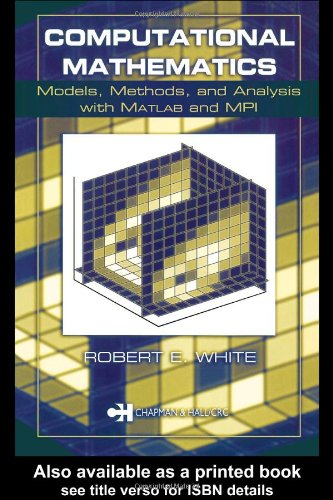 COMPUTATIONAL
MATHEMATICS
Models, Methods, and Analysis
with MATLAB and MPI
ROBERT E. WHITE
CHAPMAN & HALL/CRC
Also available as a printed book
see title verso for ISBN details